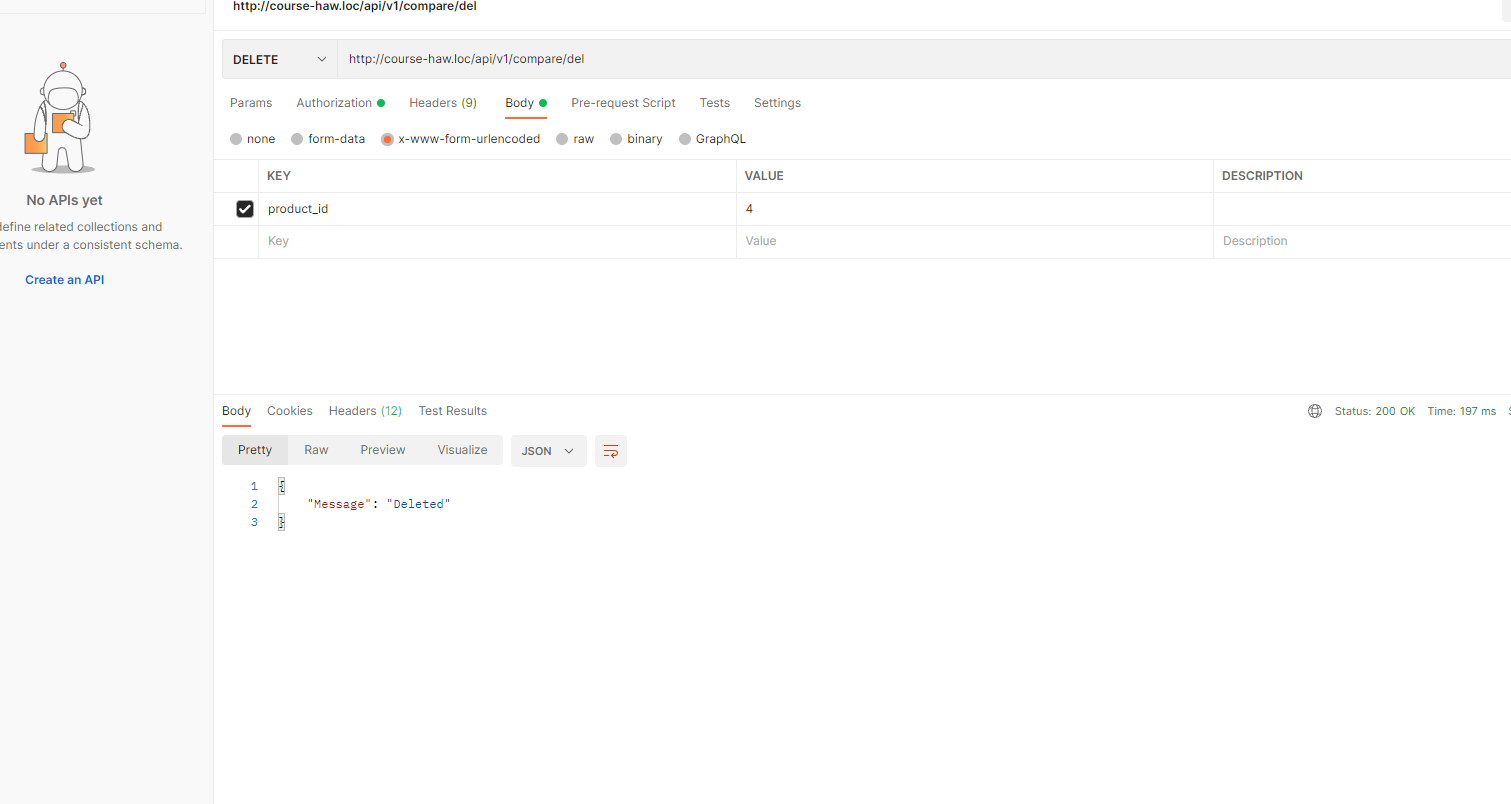 http://course-haw.loc/api/v1/compare/del
DELETE http://course-haw.loc/api/v1/compare/del
Params Authorization Headers (9) Body Pre-request Script Tests Settings
none form-data x-www-form-urlencoded raw binary GraphQL
KEY VALUE DESCRIPTION
product_id 4
Key Value Description
No APIs yet
define related collections and
ents under a consistent schema.
Create an API
Body Cookies Headers (12) Test Results Status: 200 OK Time: 197 ms
Pretty Raw Preview Visualize JSON
1 {
2 "Message": "Deleted"
3 }